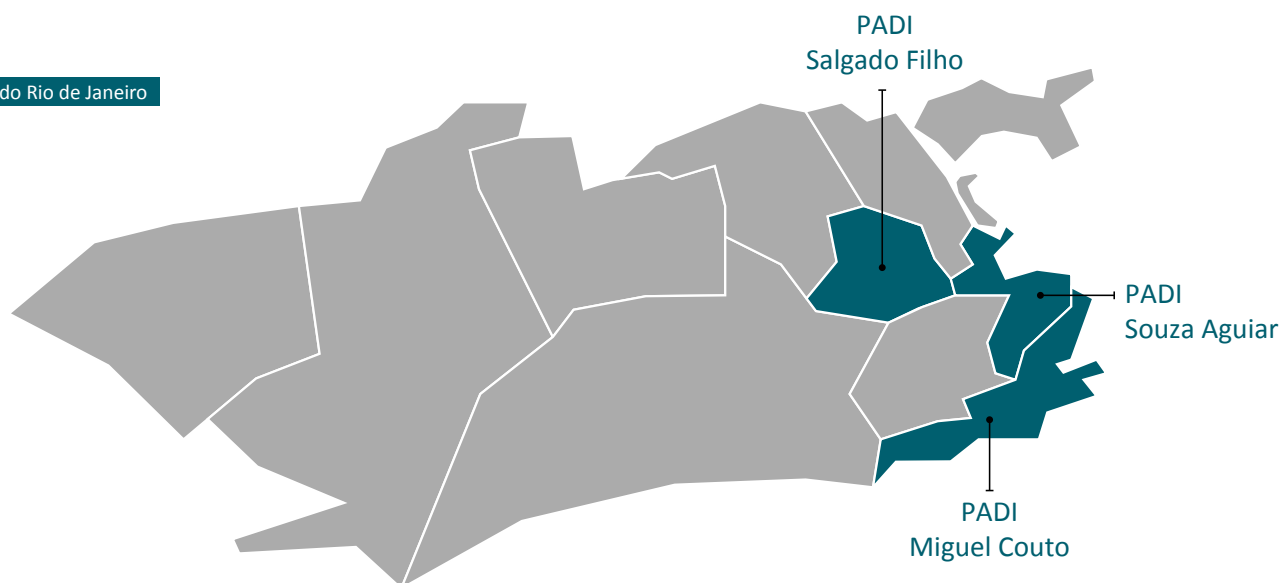 PADI
Salgado Filho
do Rio de Janeiro
PADI
Souza Aguiar
PADI
Miguel Couto